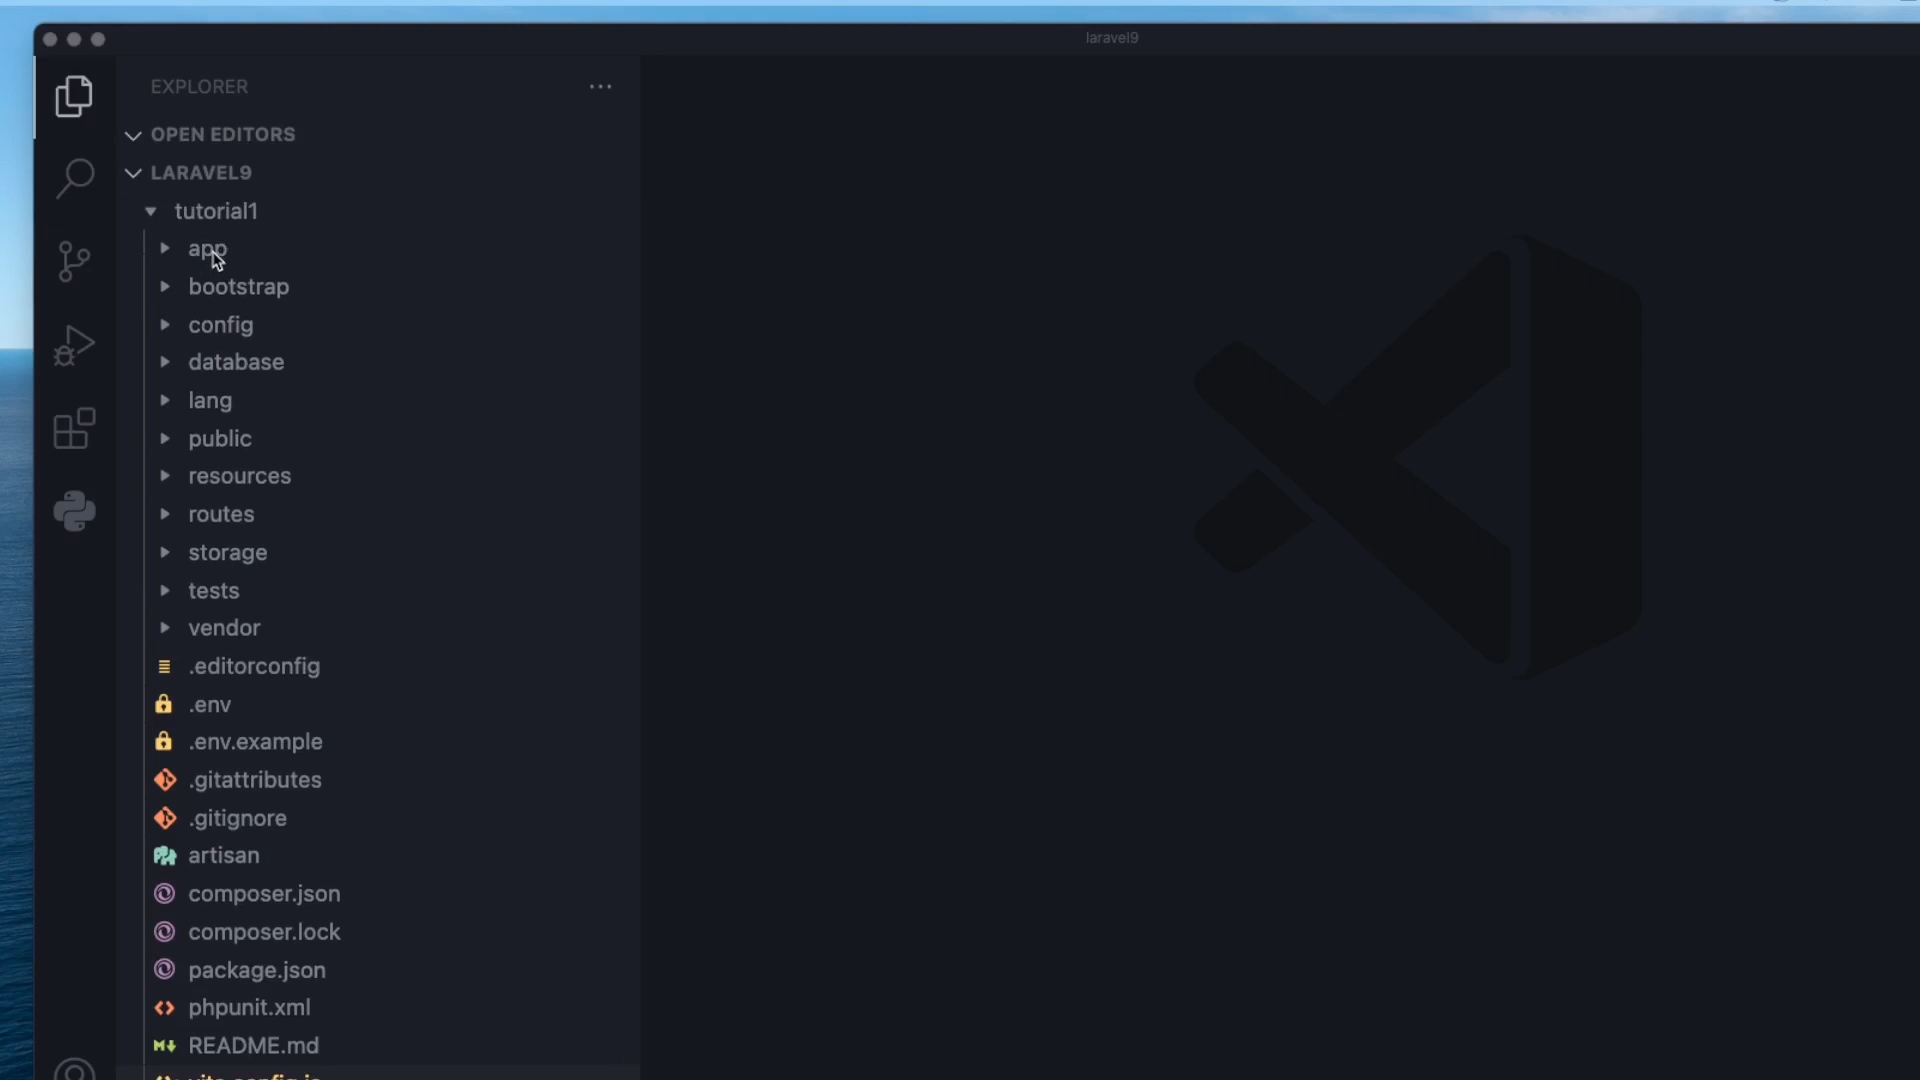 laravel9
EXPLORER
OPEN EDITORS
LARAVEL9
tutorial1
app
bootstrap
config
database
lang
public
resources
routes
storage
tests
vendor
.editorconfig
.env
.env.example
.gitattributes
.gitignore
artisan
composer.json
composer.lock
package.json
phpunit.xml
README.md